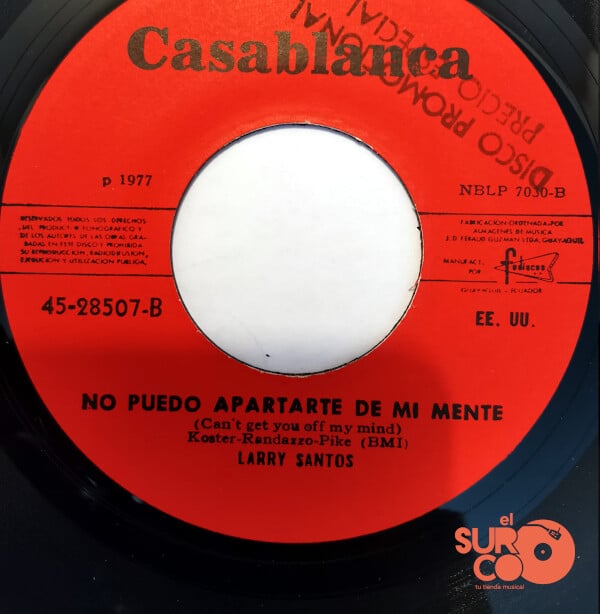 Casablanca
DISCO PROMOCIONAL
PRECIO ESPECIAL
p 1977
NBLP 7030-B
RESERVADOS TODOS LOS DERECHOS
DEL PRODUCTOR FONOGRAFICO Y
DE LOS AUTORES DE LAS OBRAS GRA-
BADAS EN ESTE DISCO Y PROHIBIDA
SU REPRODUCCION, RADIODIFUSION,
EJECUCION Y UTILIZACION PUBLICA,
FABRICACION ORDENADA POR
ALMACENES DE MUSICA
J. D. FERAUD GUZMAN LTDA, GUAYAQUIL
MANUFACT. POR fediscos
GUAYAQUIL - ECUADOR
45-28507-B
EE. UU.
NO PUEDO APARTARTE DE MI MENTE
(Can't get you off my mind)
Koster-Randazzo-Pike (BMI)
LARRY SANTOS
el
SURCO
tu tienda musical